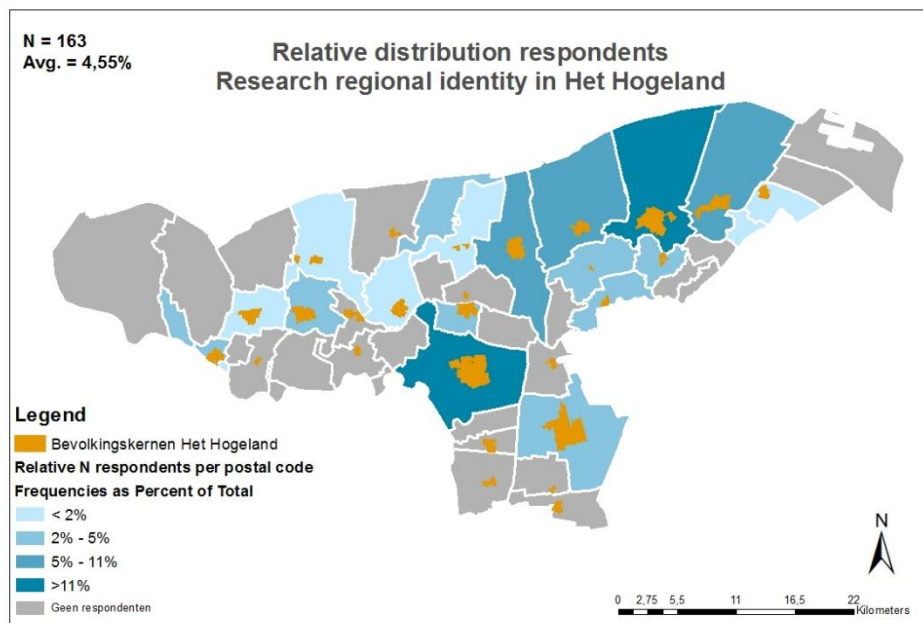 N = 163
Avg. = 4,55%
Relative distribution respondents
Research regional identity in Het Hogeland
Legend
Bevolkingskernen Het Hogeland
Relative N respondents per postal code
Frequencies as Percent of Total
< 2%
2% - 5%
5% - 11%
>11%
Geen respondenten
N
0 2,75 5,5 11 16,5 22
Kilometers